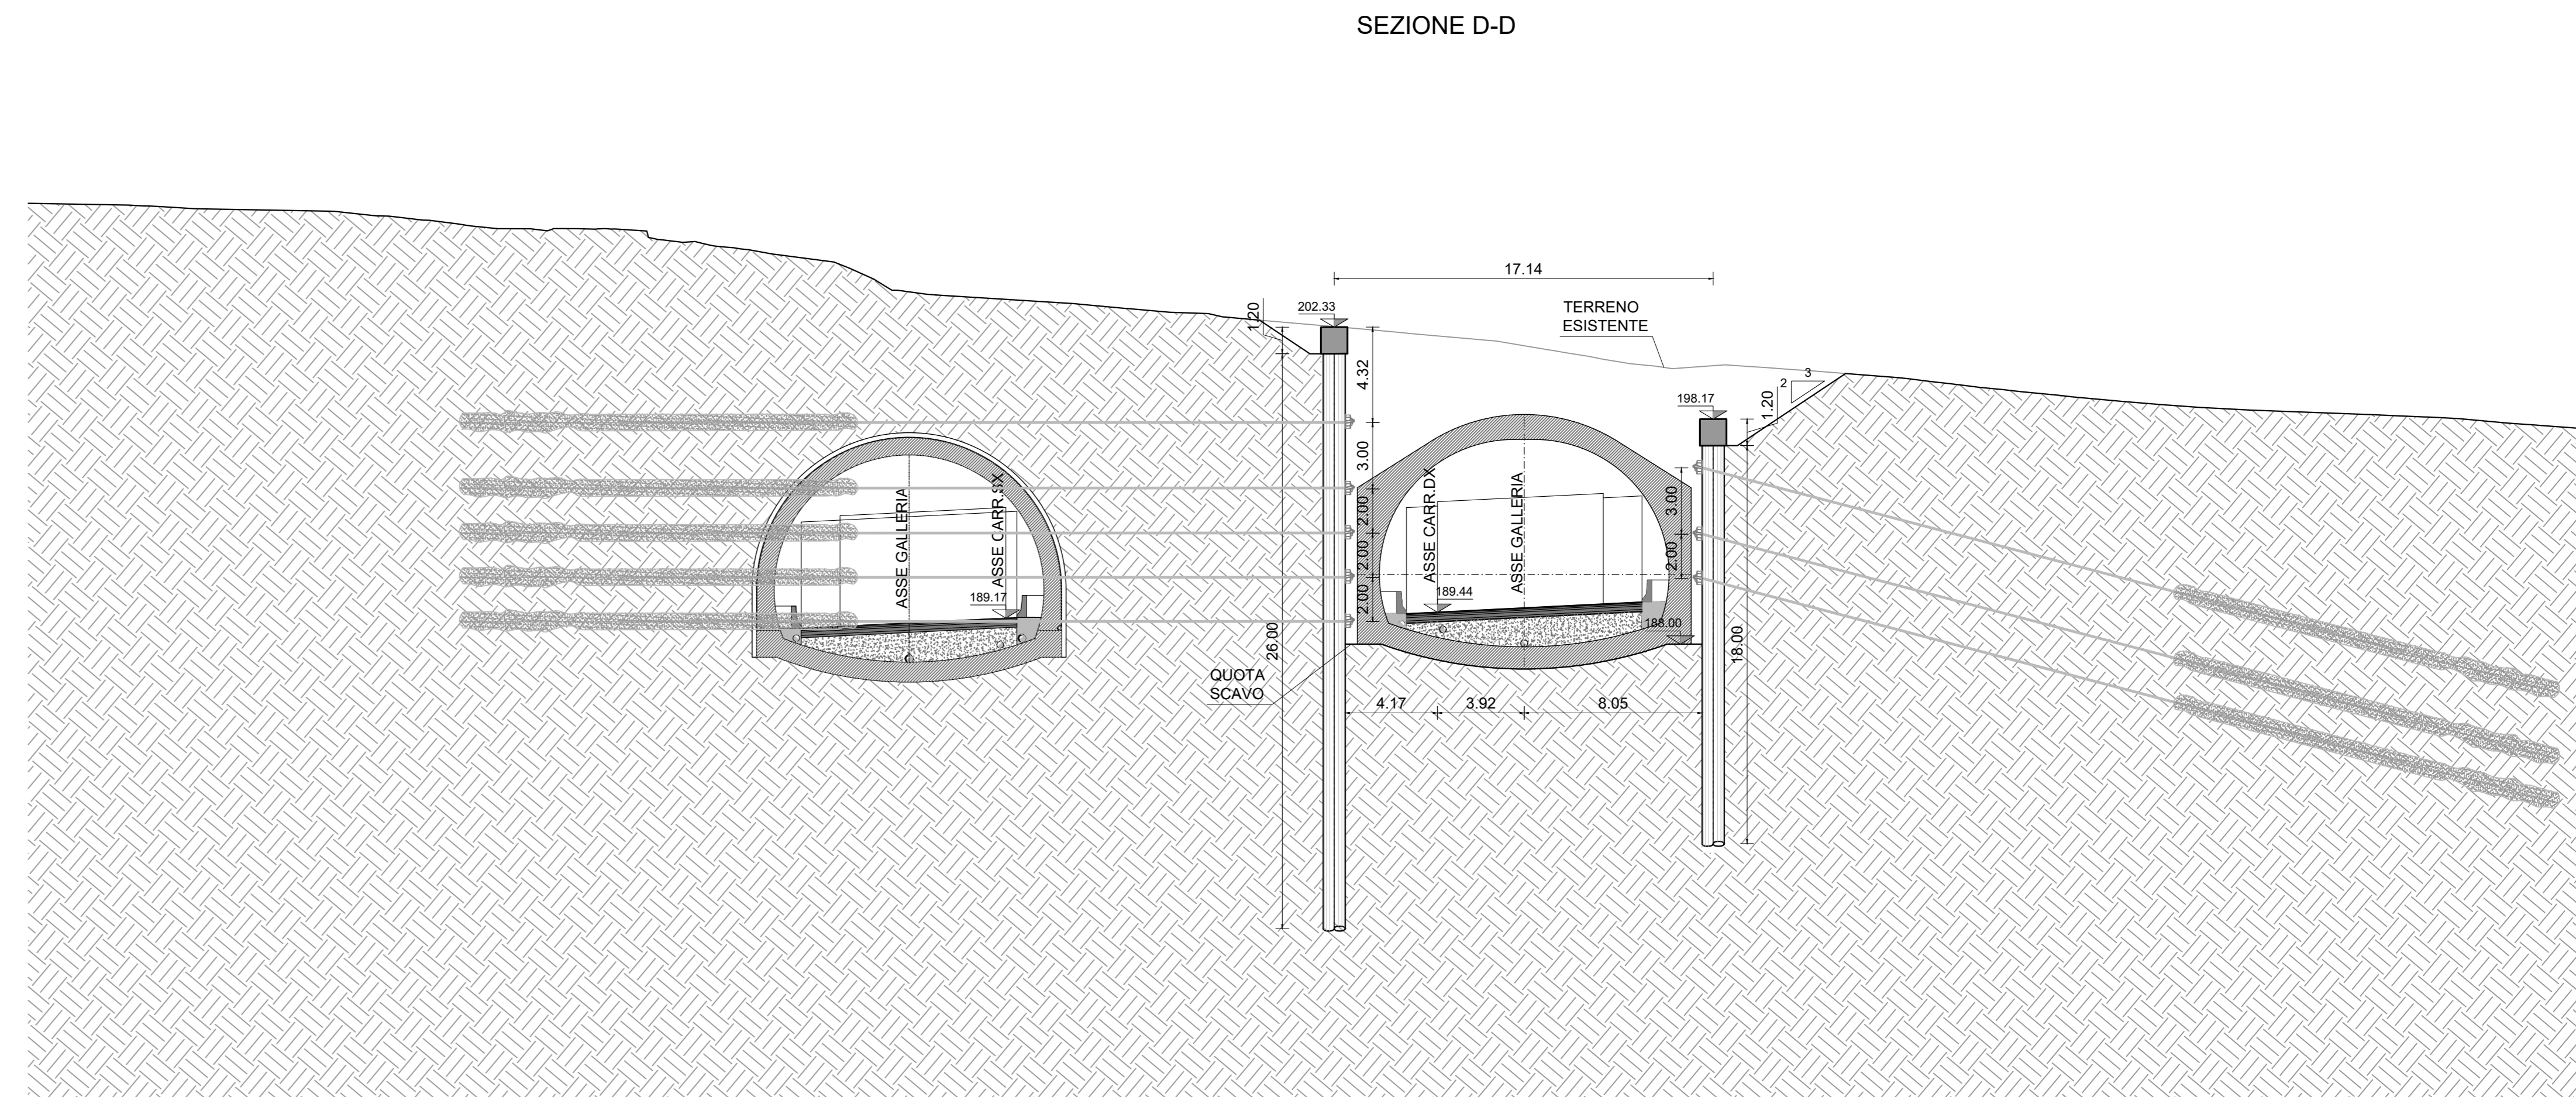 SEZIONE D-D
17.14
1.20
202.33
TERRENO
ESISTENTE
4.32
3
2
1.20
198.17
3.00
2.00
2.00
2.00
3.00
2.00
ASSE GALLERIA
ASSE CARR.SX
189.17
ASSE CARR.DX
ASSE GALLERIA
189.44
188.00
26.00
18.00
QUOTA
SCAVO
4.17
3.92
8.05